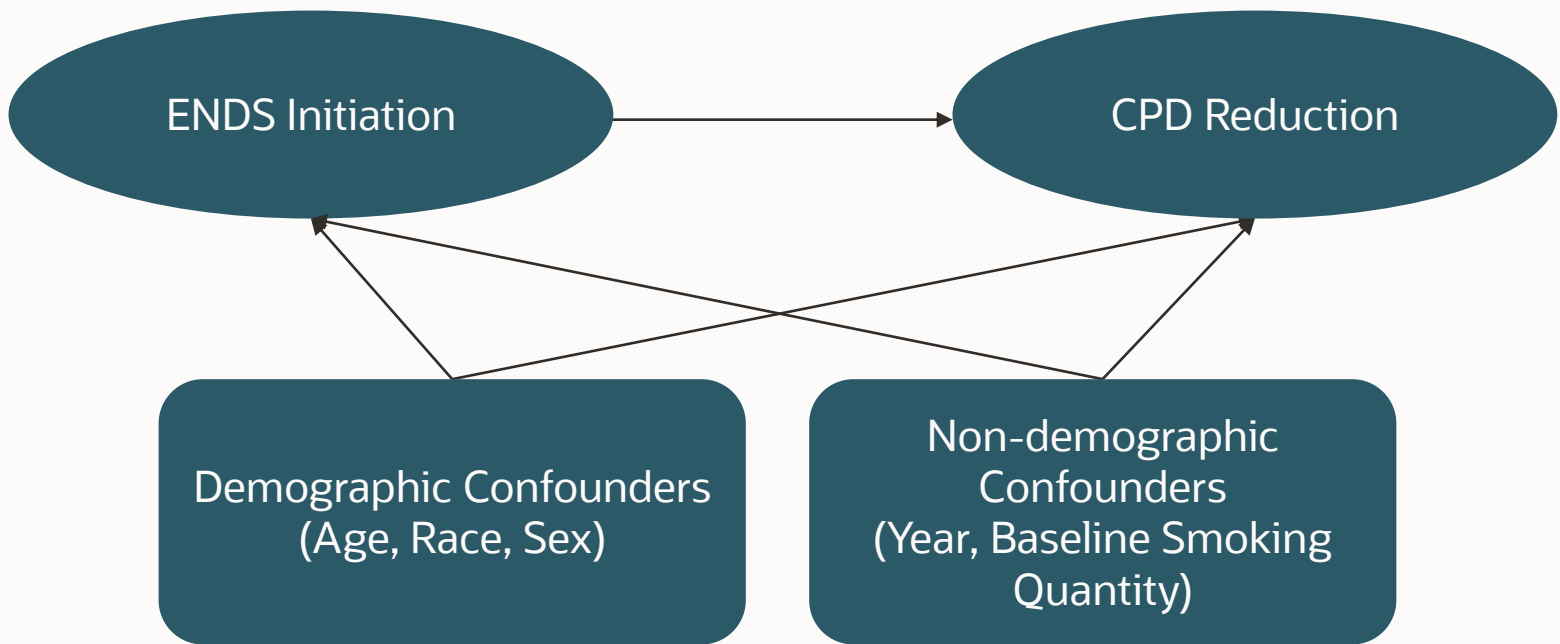 ENDS Initiation
CPD Reduction
Demographic Confounders
(Age, Race, Sex)
Non-demographic
Confounders
(Year, Baseline Smoking
Quantity)